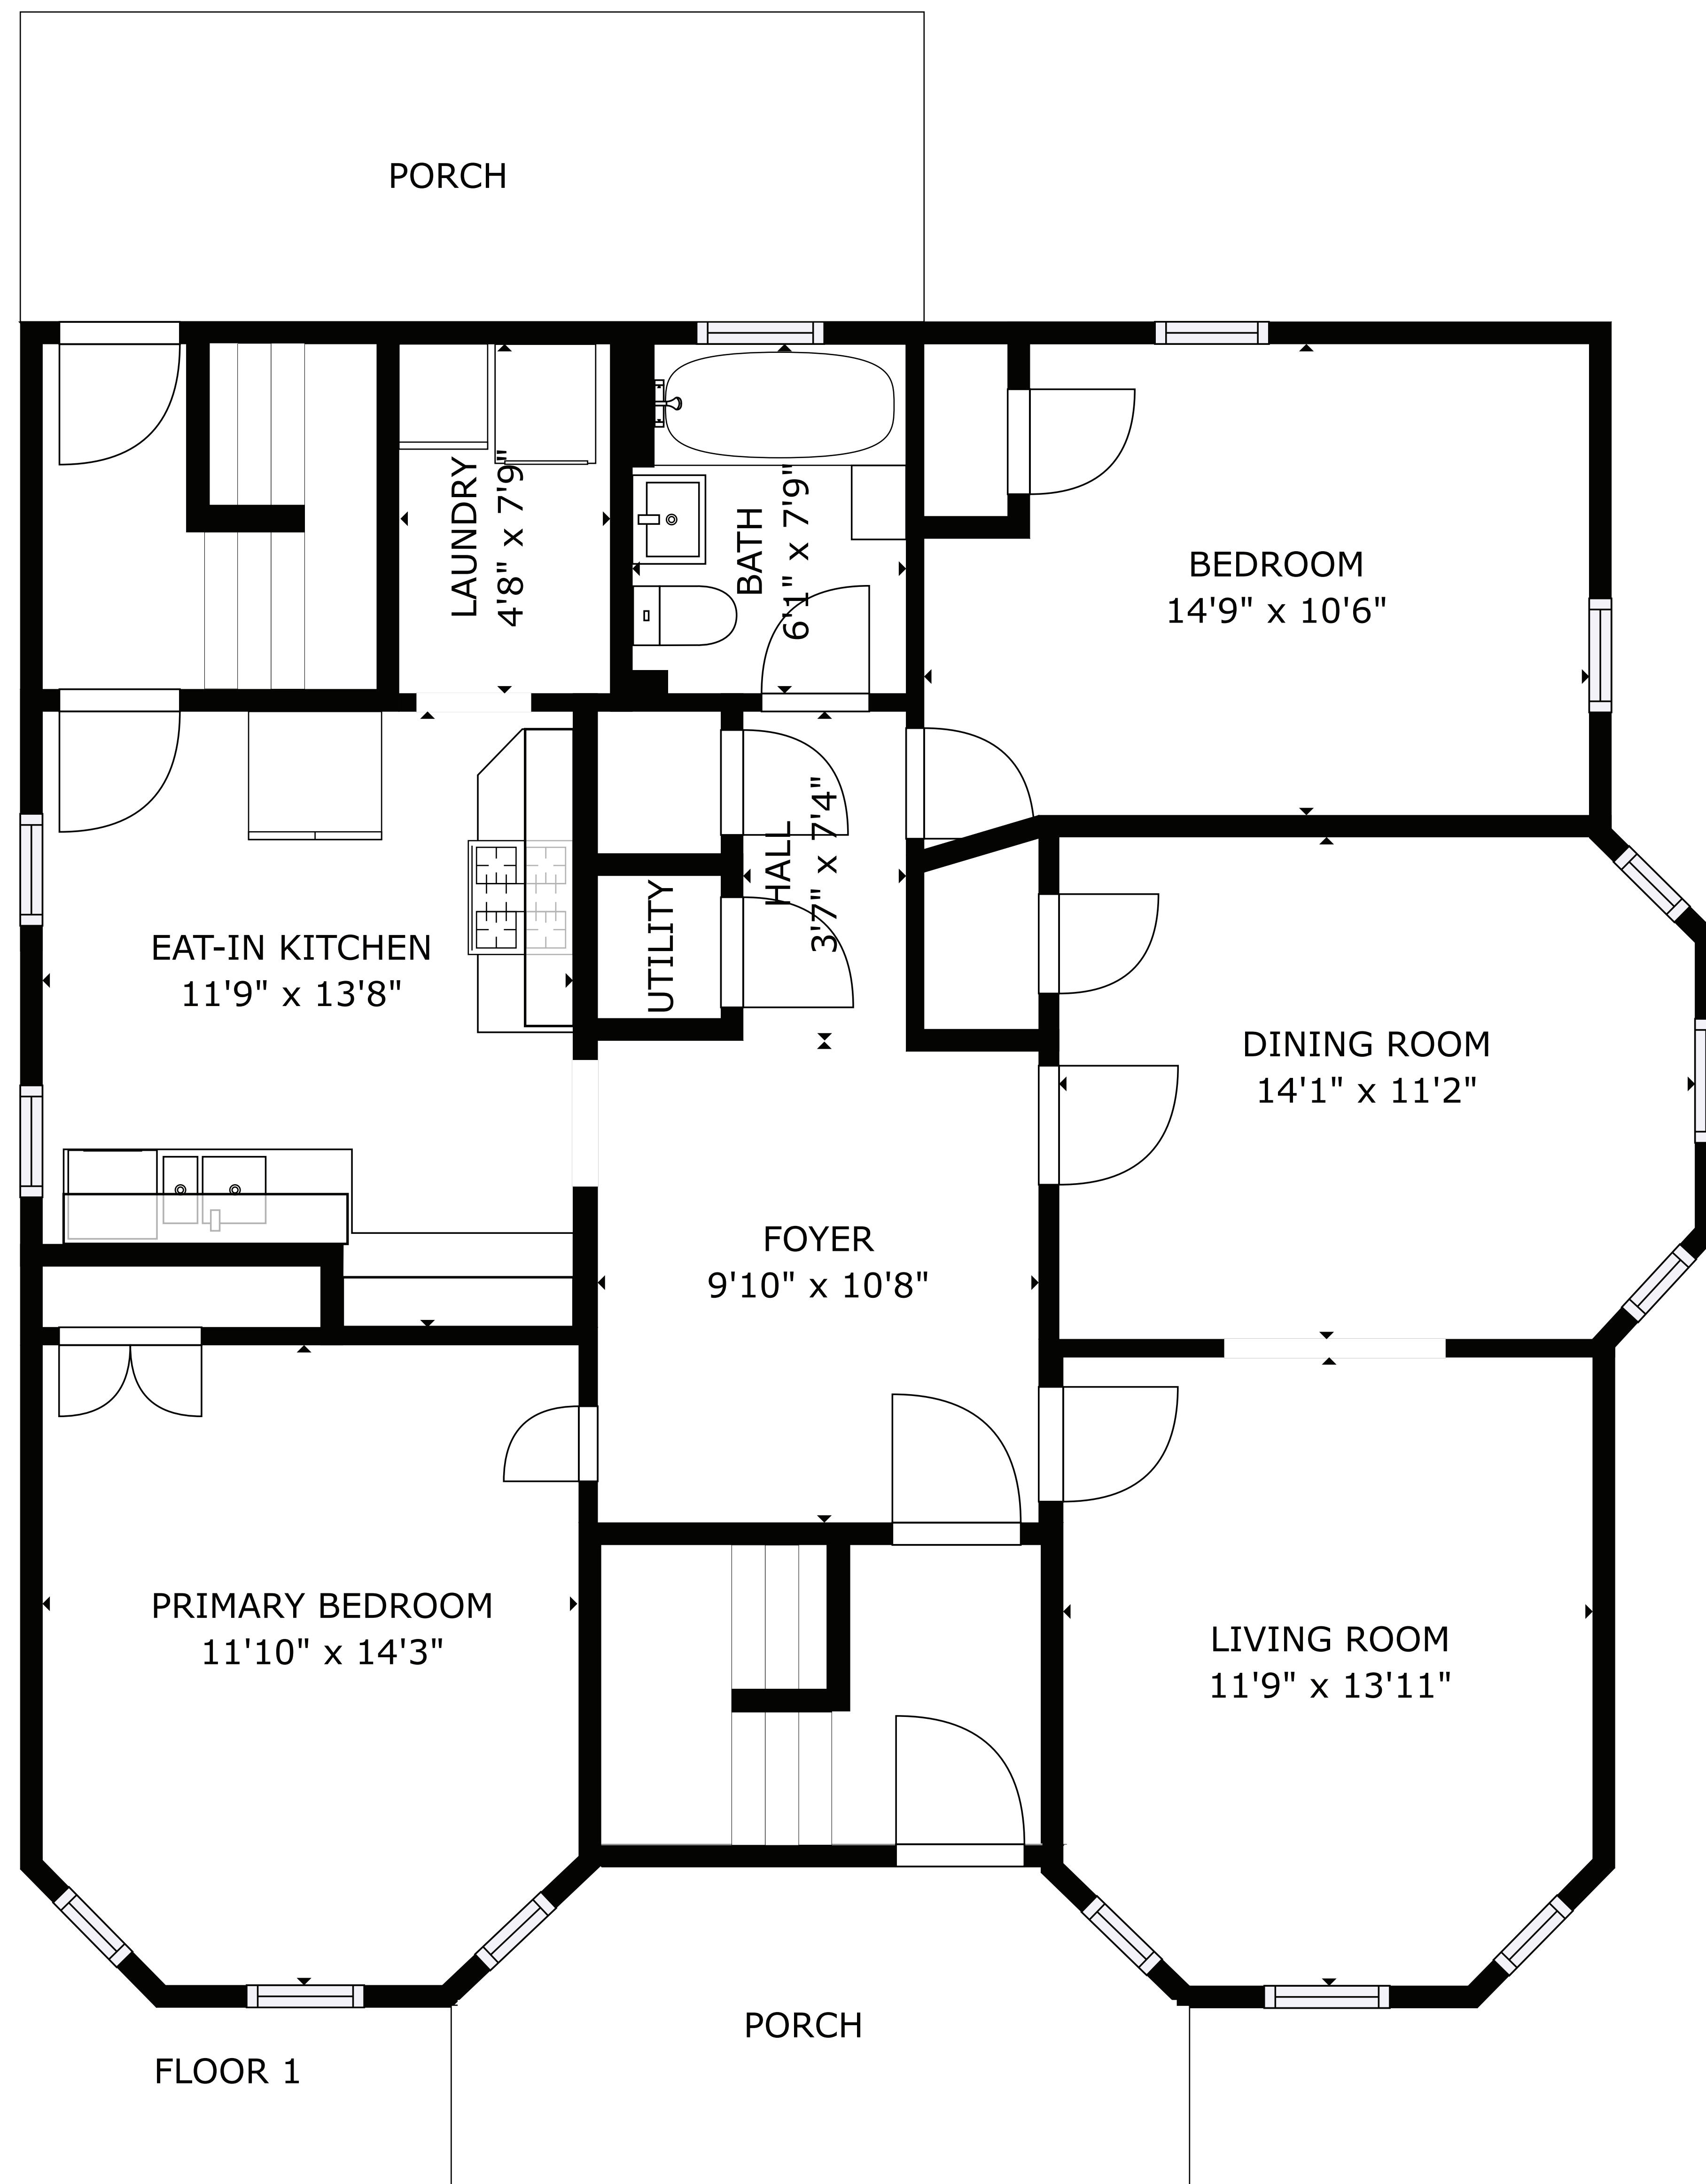 PORCH
LAUNDRY
4'8" x 7'9"
BATH
6'1" x 7'9"
BEDROOM
14'9" x 10'6"
HALL
3'7" x 7'4"
UTILITY
EAT-IN KITCHEN
11'9" x 13'8"
DINING ROOM
14'1" x 11'2"
FOYER
9'10" x 10'8"
PRIMARY BEDROOM
11'10" x 14'3"
LIVING ROOM
11'9" x 13'11"
PORCH
FLOOR 1